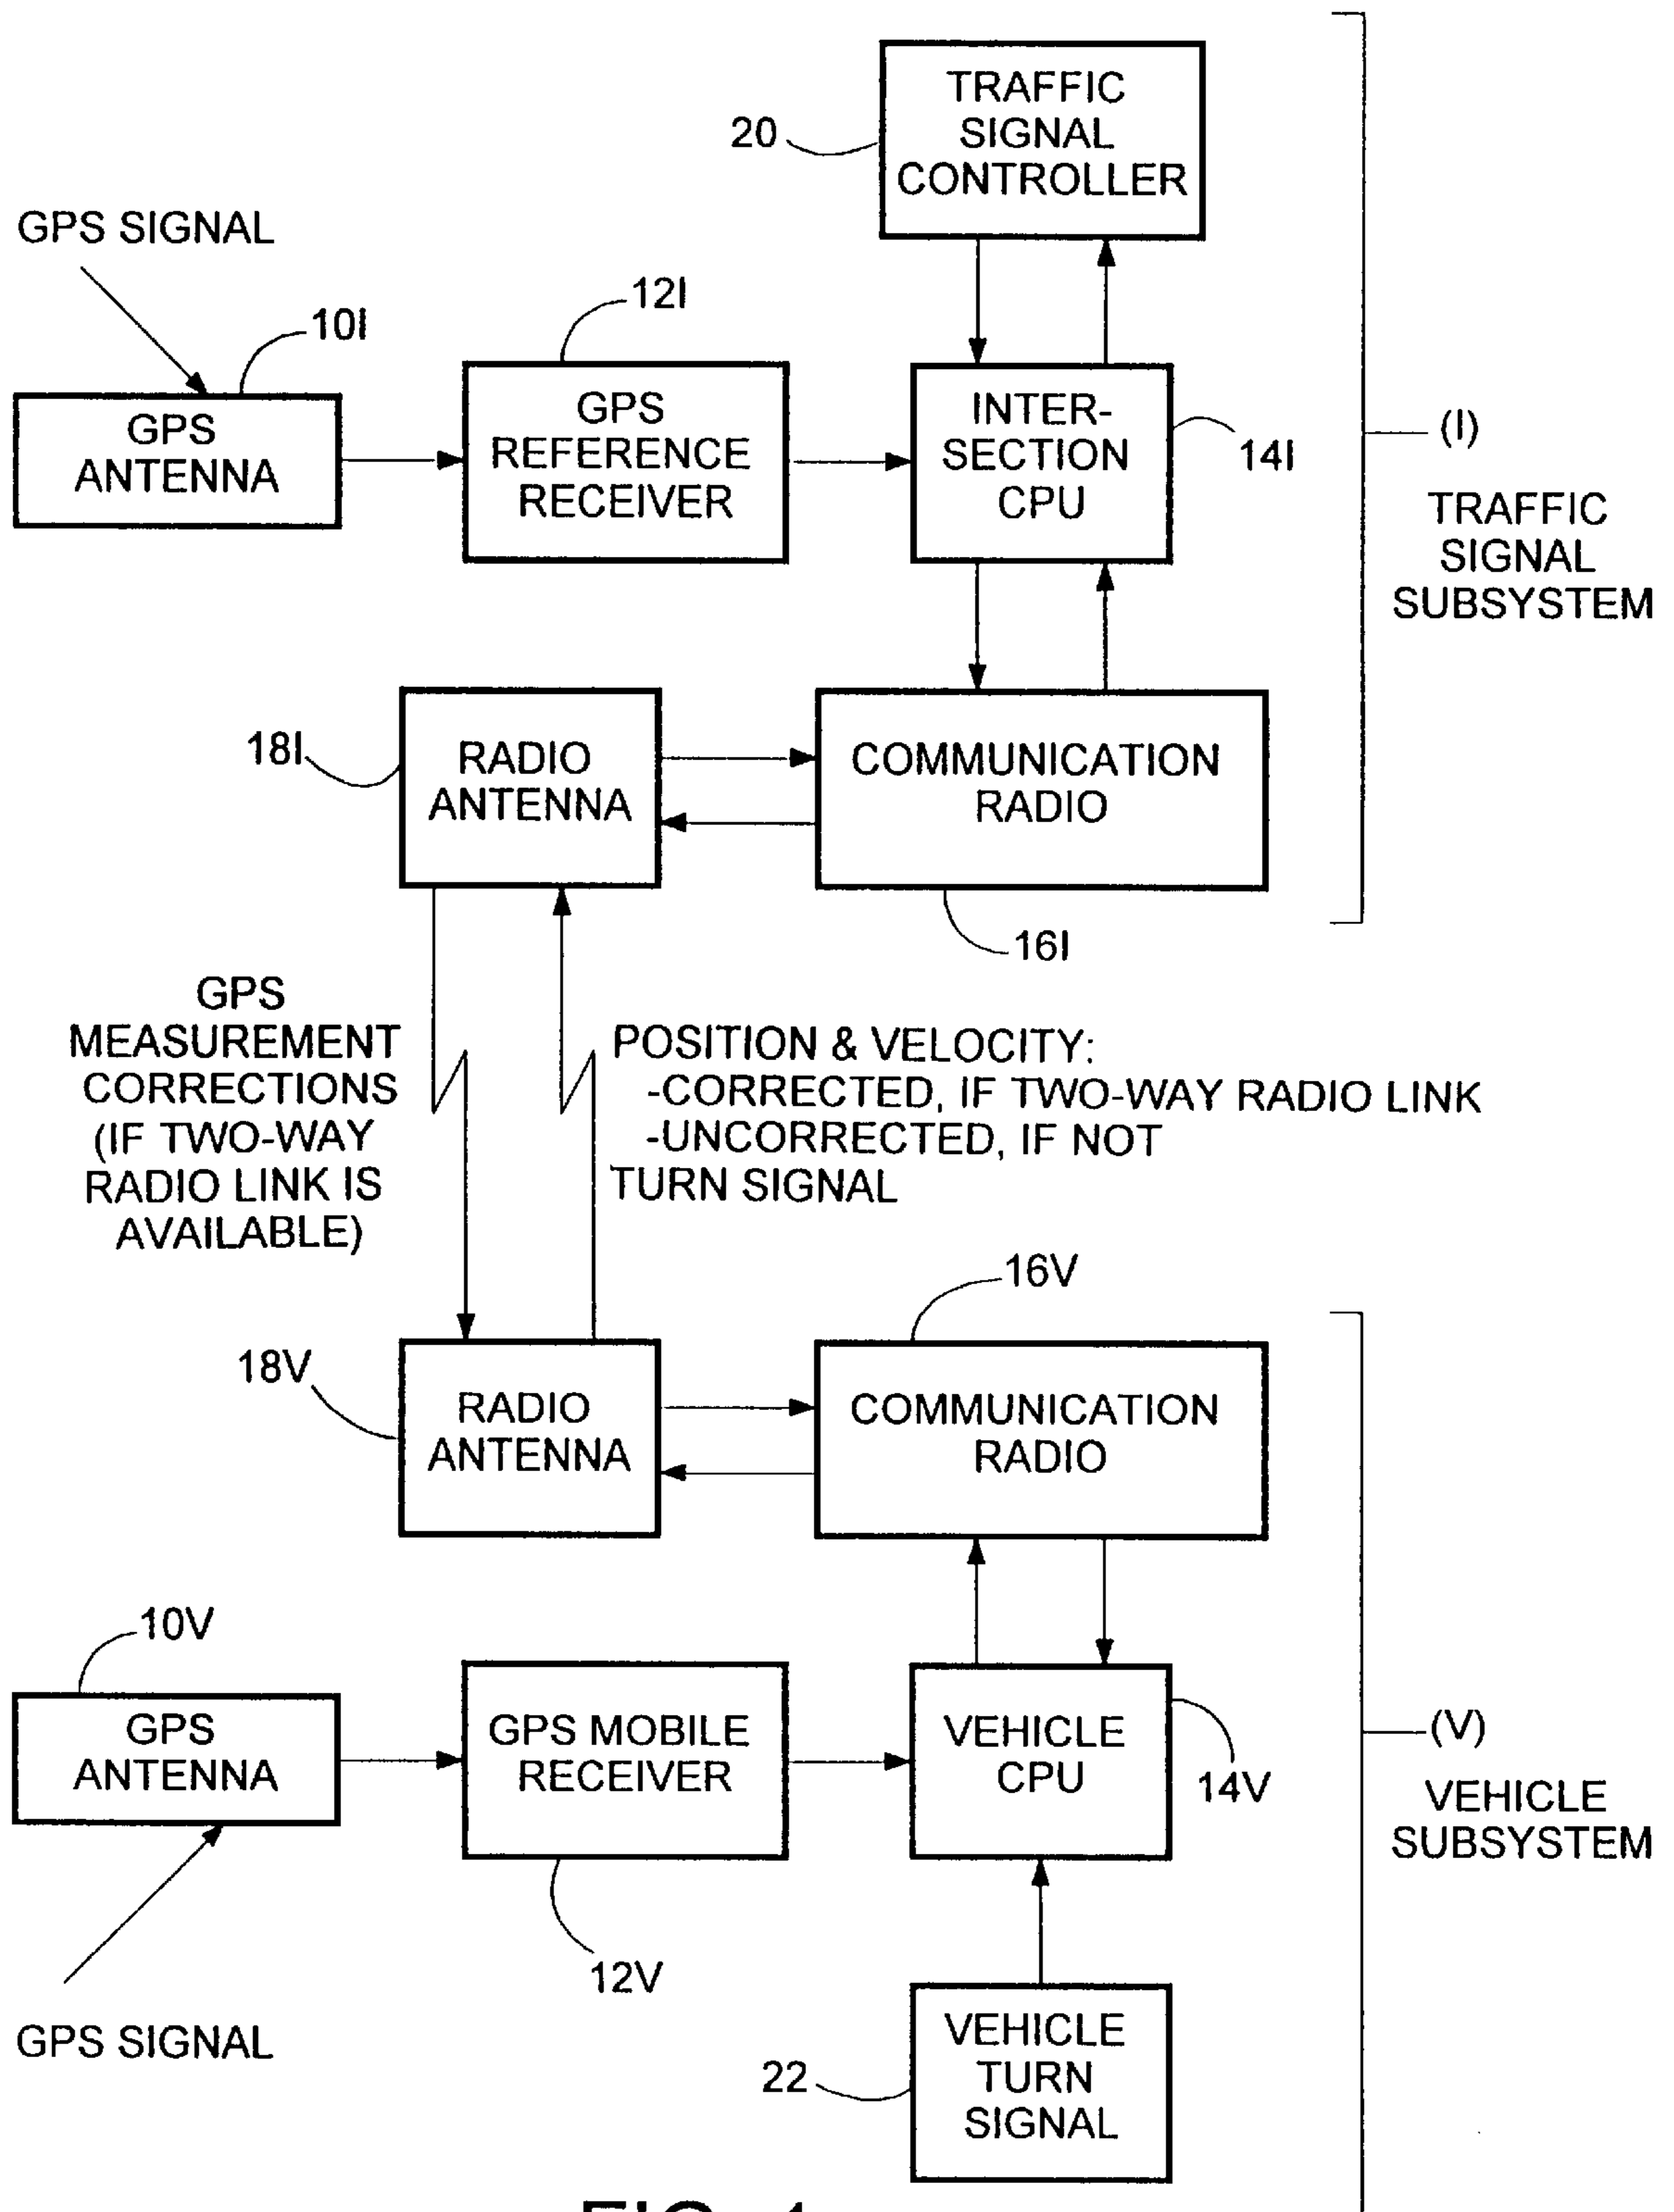 TRAFFIC
SIGNAL
CONTROLLER
20
GPS SIGNAL
10I
12I
GPS
ANTENNA
GPS
REFERENCE
RECEIVER
INTER-
SECTION
CPU
14I
(I)
TRAFFIC
SIGNAL
SUBSYSTEM
18I
RADIO
ANTENNA
COMMUNICATION
RADIO
16I
GPS
MEASUREMENT
CORRECTIONS
(IF TWO-WAY
RADIO LINK IS
AVAILABLE)
POSITION & VELOCITY:
-CORRECTED, IF TWO-WAY RADIO LINK
-UNCORRECTED, IF NOT
TURN SIGNAL
16V
18V
RADIO
ANTENNA
COMMUNICATION
RADIO
10V
GPS
ANTENNA
GPS MOBILE
RECEIVER
VEHICLE
CPU
14V
(V)
VEHICLE
SUBSYSTEM
12V
GPS SIGNAL
22
VEHICLE
TURN
SIGNAL